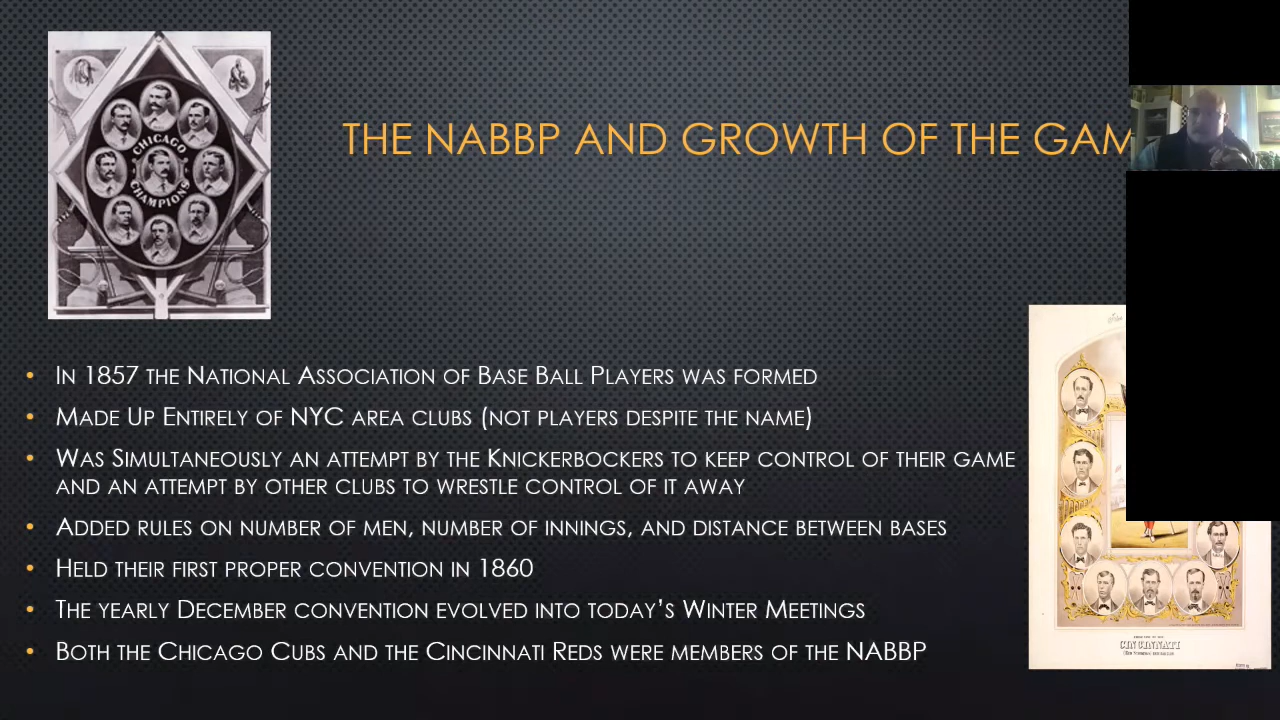 CHICAGO
CHAMPIONS
THE NABBP AND GROWTH OF THE GAM
• IN 1857 THE NATIONAL ASSOCIATION OF BASE BALL PLAYERS WAS FORMED
• MADE UP ENTIRELY OF NYC AREA CLUBS (NOT PLAYERS DESPITE THE NAME)
• WAS SIMULTANEOUSLY AN ATTEMPT BY THE KNICKERBOCKERS TO KEEP CONTROL OF THEIR GAME
AND AN ATTEMPT BY OTHER CLUBS TO WRESTLE CONTROL OF IT AWAY
• ADDED RULES ON NUMBER OF MEN, NUMBER OF INNINGS, AND DISTANCE BETWEEN BASES
• HELD THEIR FIRST PROPER CONVENTION IN 1860
• THE YEARLY DECEMBER CONVENTION EVOLVED INTO TODAY'S WINTER MEETINGS
• BOTH THE CHICAGO CUBS AND THE CINCINNATI REDS WERE MEMBERS OF THE NABBP
CINCINNATI